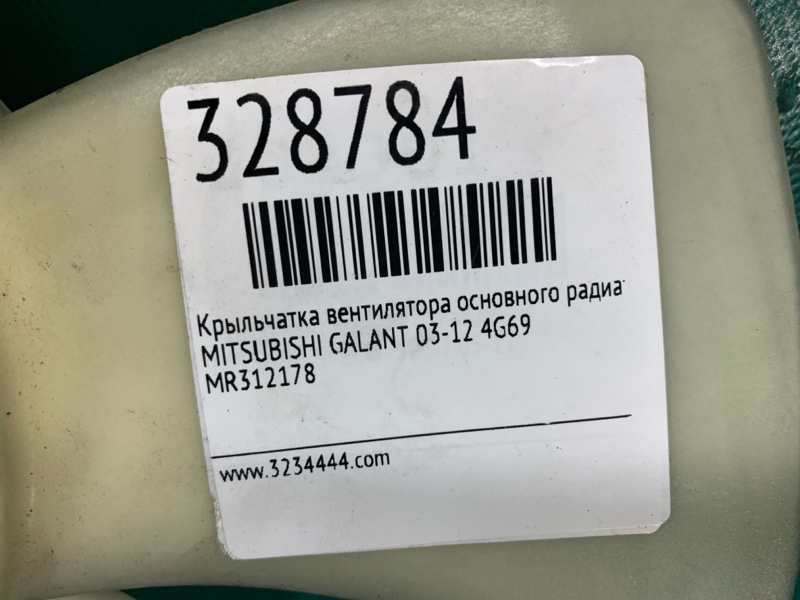 328784
Крыльчатка вентилятора основного радиа
MITSUBISHI GALANT 03-12 4G69
MR312178
www.3234444.com